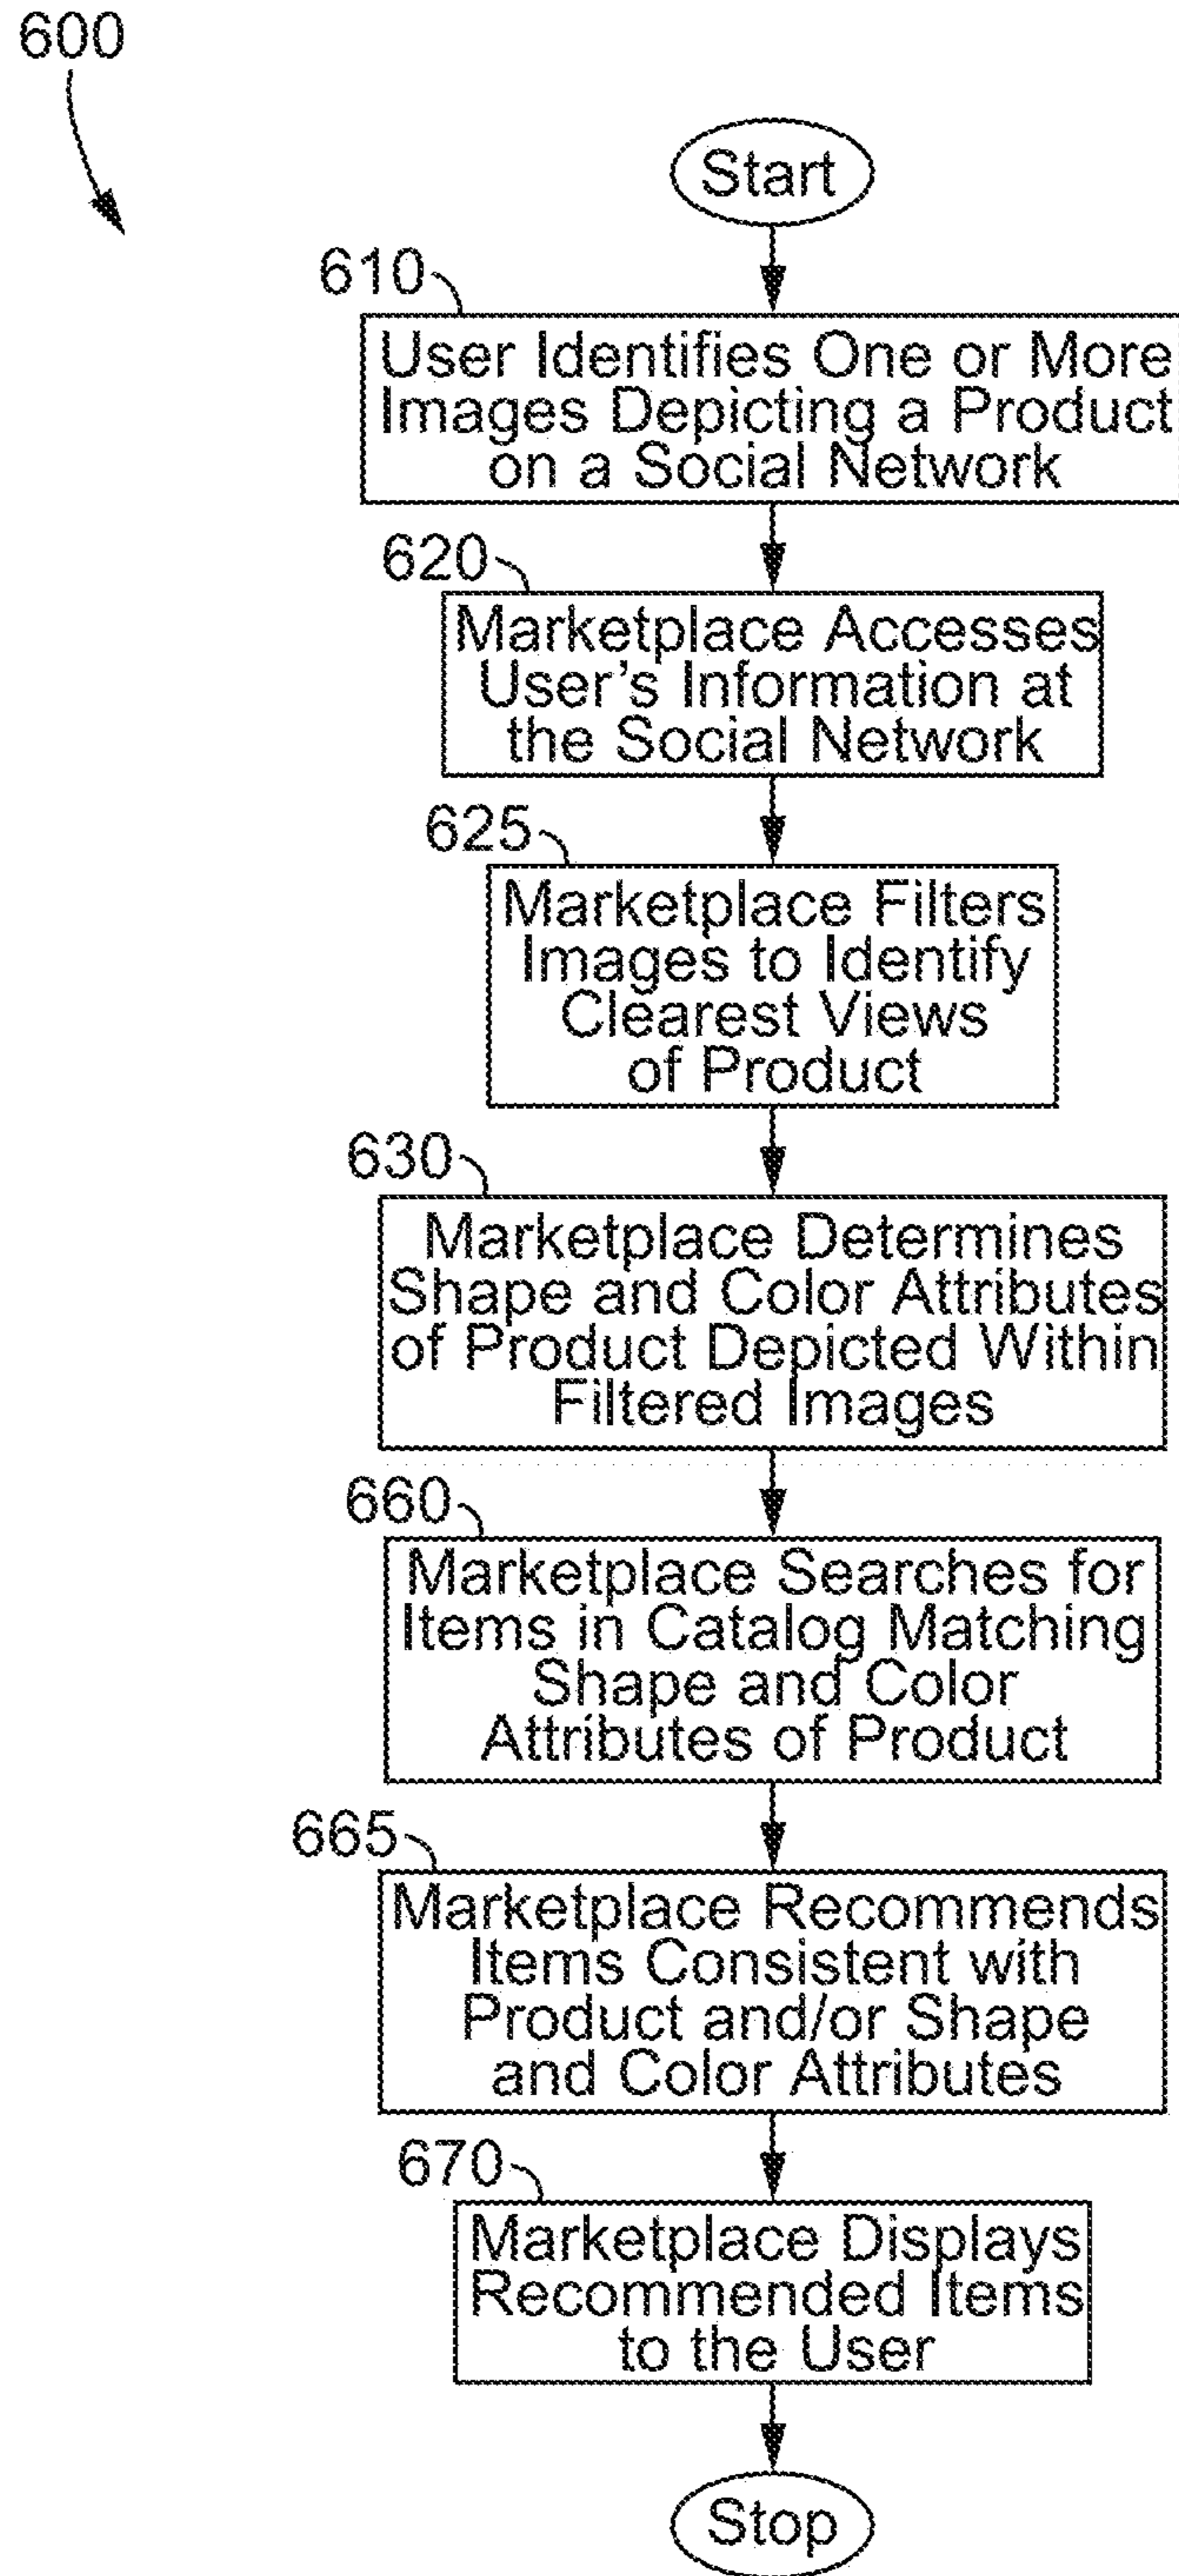 600
Start
610
User Identifies One or More
Images Depicting a Product
on a Social Network
620
Marketplace Accesses
User's Information at
the Social Network
625
Marketplace Filters
Images to Identify
Clearest Views
of Product
630
Marketplace Determines
Shape and Color Attributes
of Product Depicted Within
Filtered Images
660
Marketplace Searches for
Items in Catalog Matching
Shape and Color
Attributes of Product
665
Marketplace Recommends
Items Consistent with
Product and/or Shape
and Color Attributes
670
Marketplace Displays
Recommended Items
to the User
Stop